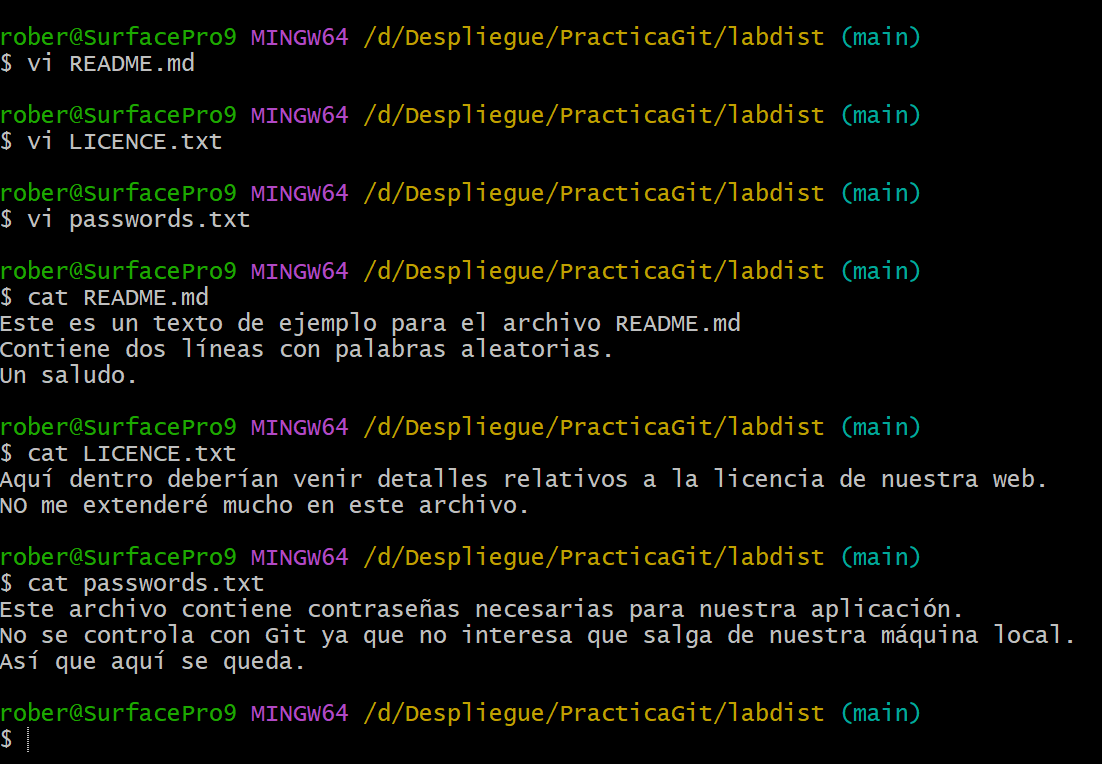 rober@SurfacePro9 MINGW64 /d/Despliegue/PracticaGit/labdist (main)
$ vi README.md
rober@SurfacePro9 MINGW64 /d/Despliegue/PracticaGit/labdist (main)
$ vi LICENCE.txt
rober@SurfacePro9 MINGW64 /d/Despliegue/PracticaGit/labdist (main)
$ vi passwords.txt
rober@SurfacePro9 MINGW64 /d/Despliegue/PracticaGit/labdist (main)
$ cat README.md
Este es un texto de ejemplo para el archivo README.md
Contiene dos líneas con palabras aleatorias.
Un saludo.
rober@SurfacePro9 MINGW64 /d/Despliegue/PracticaGit/labdist (main)
$ cat LICENCE.txt
Aquí dentro deberían venir detalles relativos a la licencia de nuestra web.
NO me extenderé mucho en este archivo.
rober@SurfacePro9 MINGW64 /d/Despliegue/PracticaGit/labdist (main)
$ cat passwords.txt
Este archivo contiene contraseñas necesarias para nuestra aplicación.
No se controla con Git ya que no interesa que salga de nuestra máquina local.
Así que aquí se queda.
rober@SurfacePro9 MINGW64 /d/Despliegue/PracticaGit/labdist (main)
$